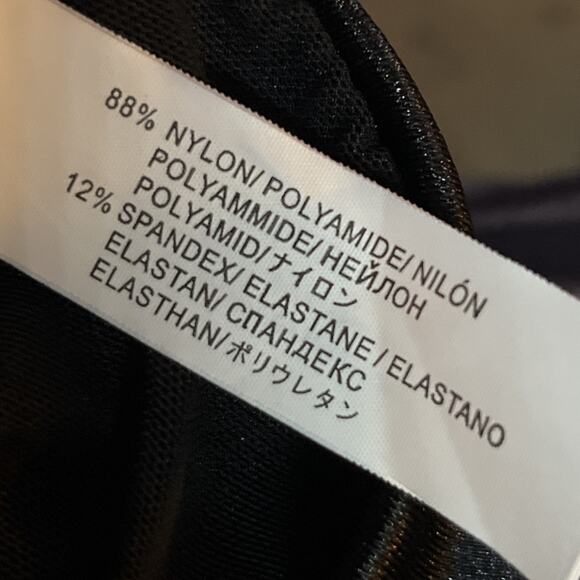 88% NYLON/ POLYAMIDE/ NILÓN
POLYAMMIDE/ НЕЙЛОН
POLYAMID/ナイロン
12% SPANDEX/ ELASTANE / ELASTANO
ELASTAN/ СПАНДЕКС
ELASTHAN/ポリウレタン